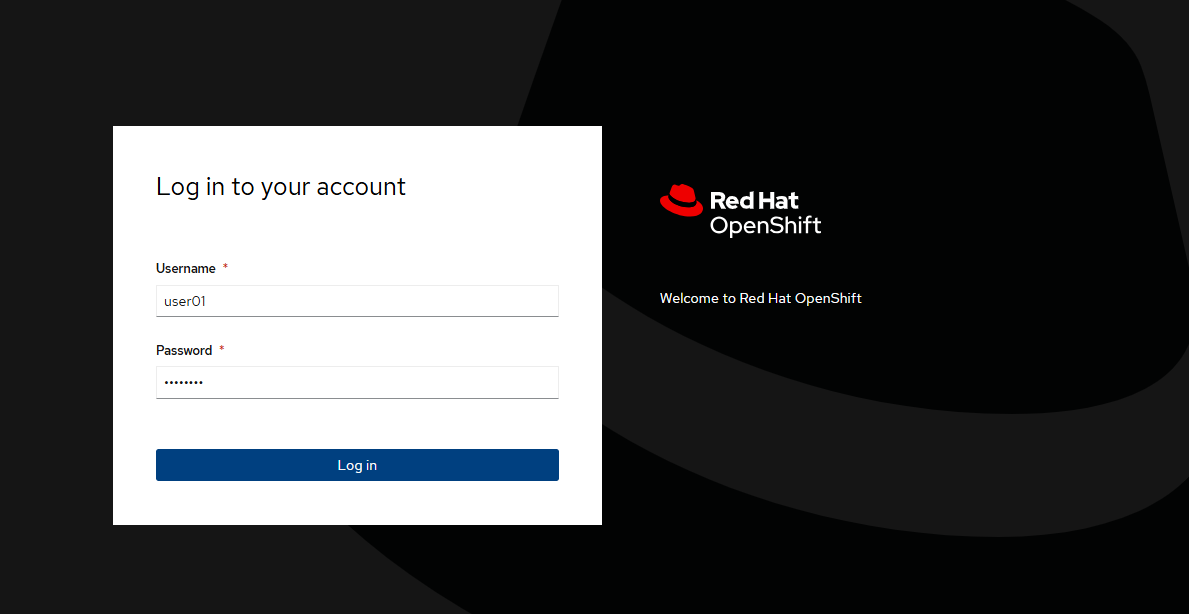 Log in to your account
Username *
user01
Password *
••••••••
Log in
Red Hat
OpenShift
Welcome to Red Hat OpenShift